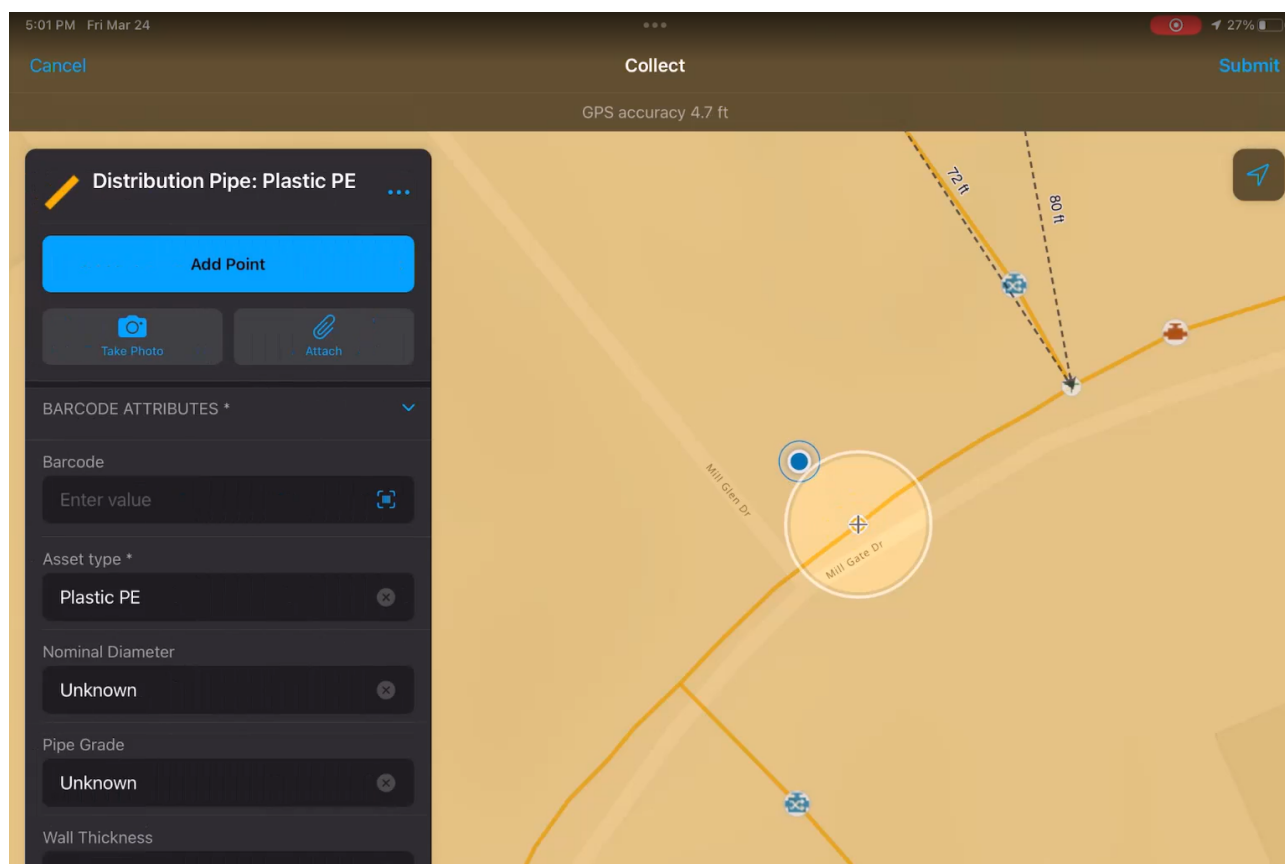 5:01 PM Fri Mar 24
27%
Cancel
Collect
Submit
GPS accuracy 4.7 ft
Distribution Pipe: Plastic PE
Add Point
Take Photo
Attach
BARCODE ATTRIBUTES *
Barcode
Enter value
Asset type *
Plastic PE
Nominal Diameter
Unknown
Pipe Grade
Unknown
Wall Thickness
72 ft
80 ft
Mill Glen Dr
Mill Gate Dr